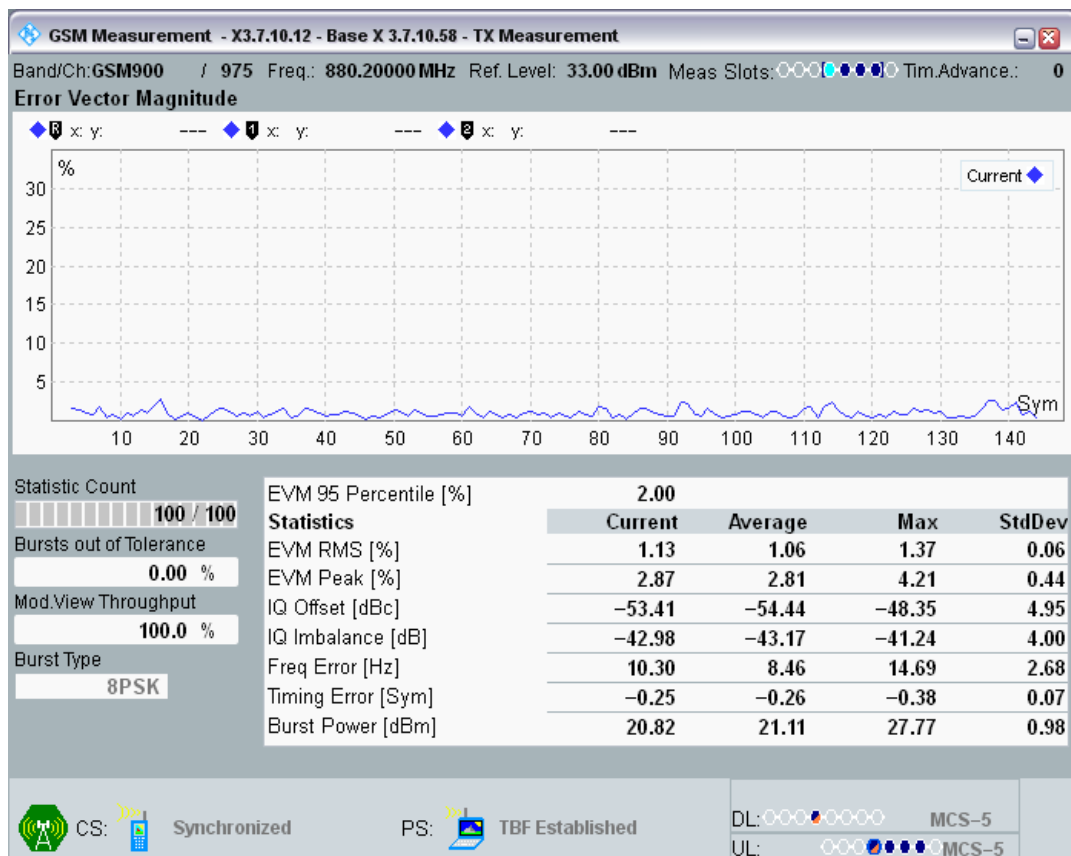 GSM Measurement - X3.7.10.12 - Base X 3.7.10.58 - TX Measurement
Band/Ch:GSM900 / 975 Freq.: 880.20000 MHz Ref. Level: 33.00 dBm Meas Slots: Tim.Advance.: 0
Error Vector Magnitude
R x: y: --- 1 x: y: --- 2 x: y: ---
%
Current
30
25
20
15
10
5
Sym
10 20 30 40 50 60 70 80 90 100 110 120 130 140
Statistic Count
100 / 100
Bursts out of Tolerance
0.00 %
Mod.View Throughput
100.0 %
Burst Type
8PSK
EVM 95 Percentile [%] 2.00
Statistics Current Average Max StdDev
EVM RMS [%] 1.13 1.06 1.37 0.06
EVM Peak [%] 2.87 2.81 4.21 0.44
IQ Offset [dBc] −53.41 −54.44 −48.35 4.95
IQ Imbalance [dB] −42.98 −43.17 −41.24 4.00
Freq Error [Hz] 10.30 8.46 14.69 2.68
Timing Error [Sym] −0.25 −0.26 −0.38 0.07
Burst Power [dBm] 20.82 21.11 27.77 0.98
CS: Synchronized PS: TBF Established
DL: MCS−5
UL: MCS−5